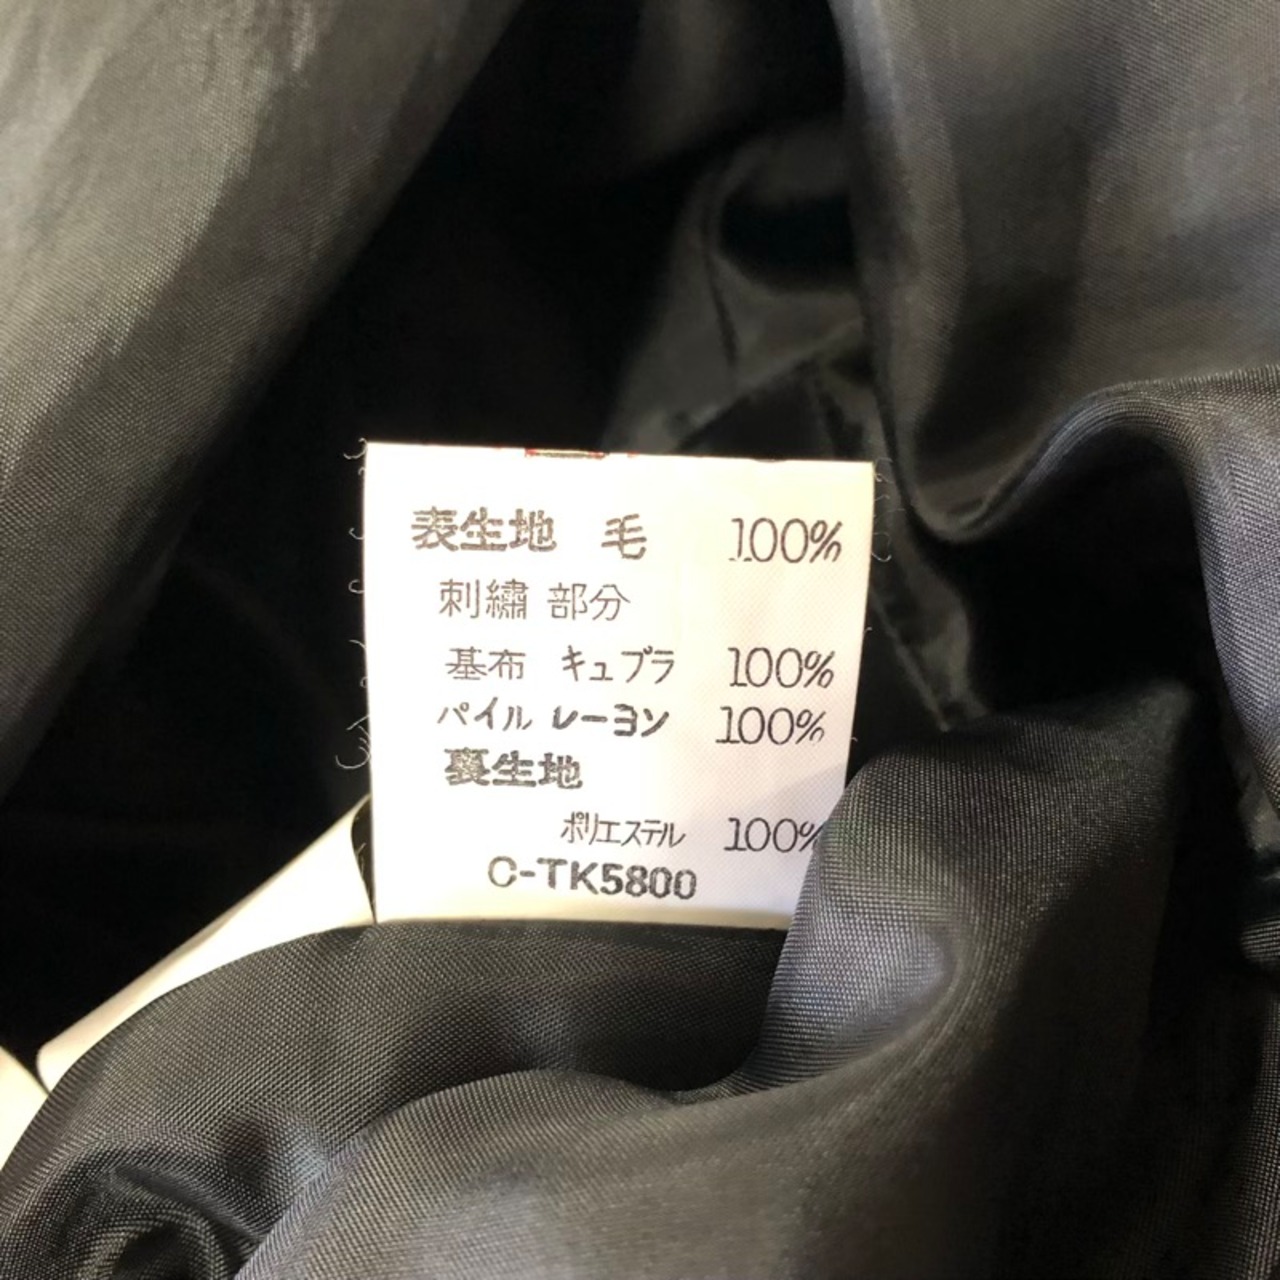 表生地 毛 100%
刺繍 部分
基布 キュプラ 100%
パイル レーヨン 100%
裏生地
ポリエステル 100%
C-TK5800